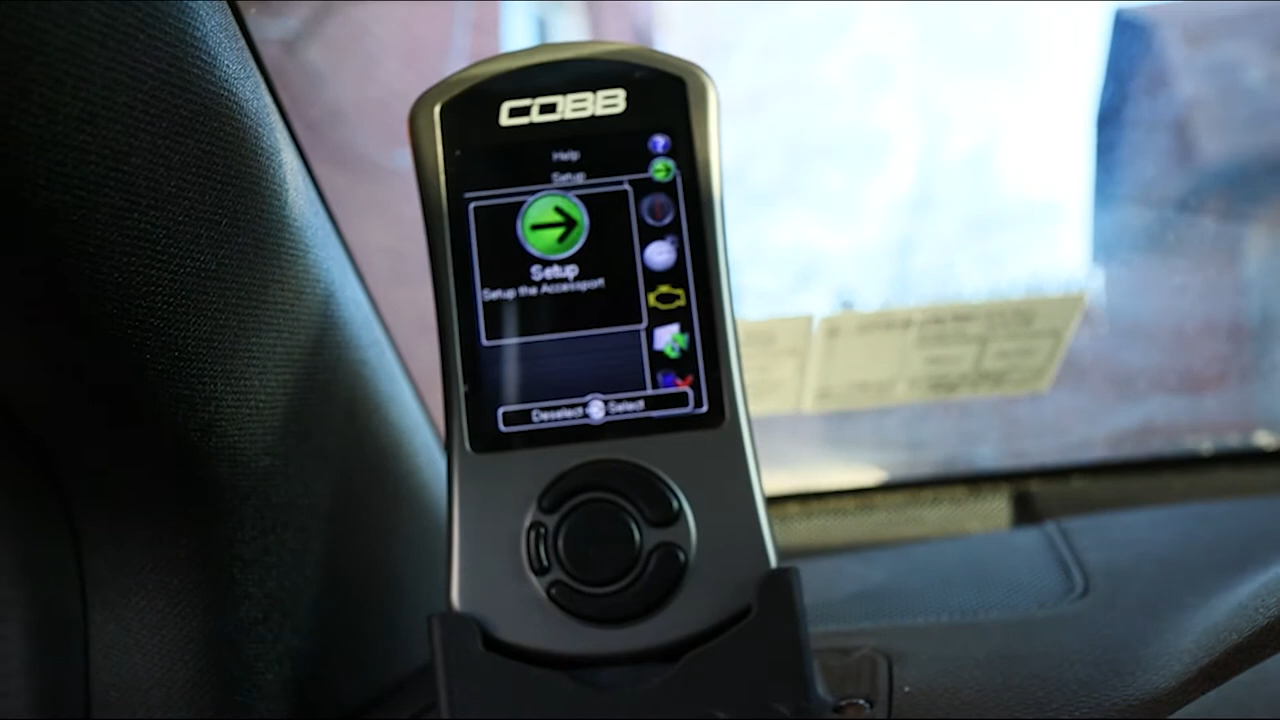 COBB
Help
Setup
Setup
Setup the Accessport
Deselect Select